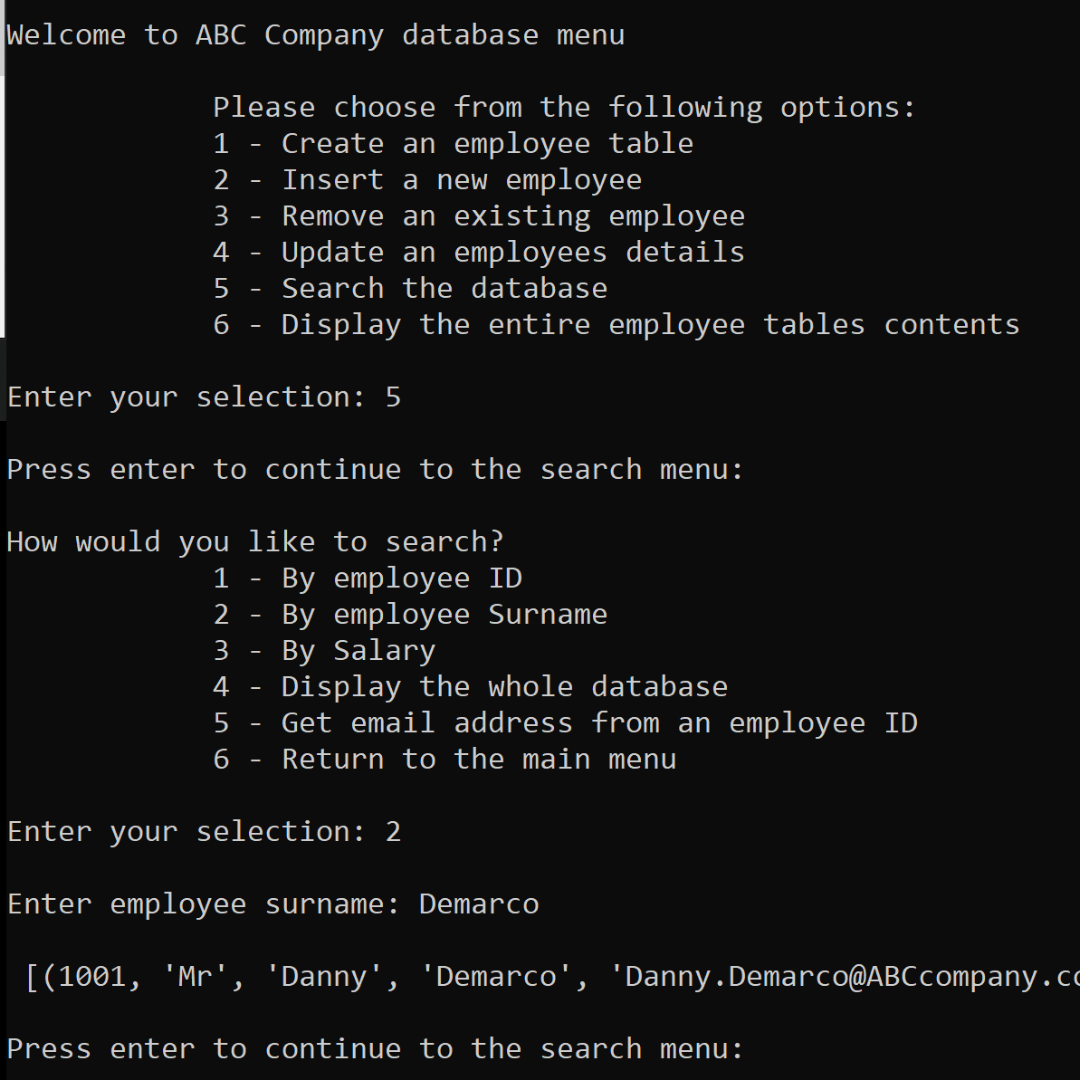 Welcome to ABC Company database menu
Please choose from the following options:
1 - Create an employee table
2 - Insert a new employee
3 - Remove an existing employee
4 - Update an employees details
5 - Search the database
6 - Display the entire employee tables contents
Enter your selection: 5
Press enter to continue to the search menu:
How would you like to search?
1 - By employee ID
2 - By employee Surname
3 - By Salary
4 - Display the whole database
5 - Get email address from an employee ID
6 - Return to the main menu
Enter your selection: 2
Enter employee surname: Demarco
[(1001, 'Mr', 'Danny', 'Demarco', 'Danny.Demarco@ABCcompany.co
Press enter to continue to the search menu: